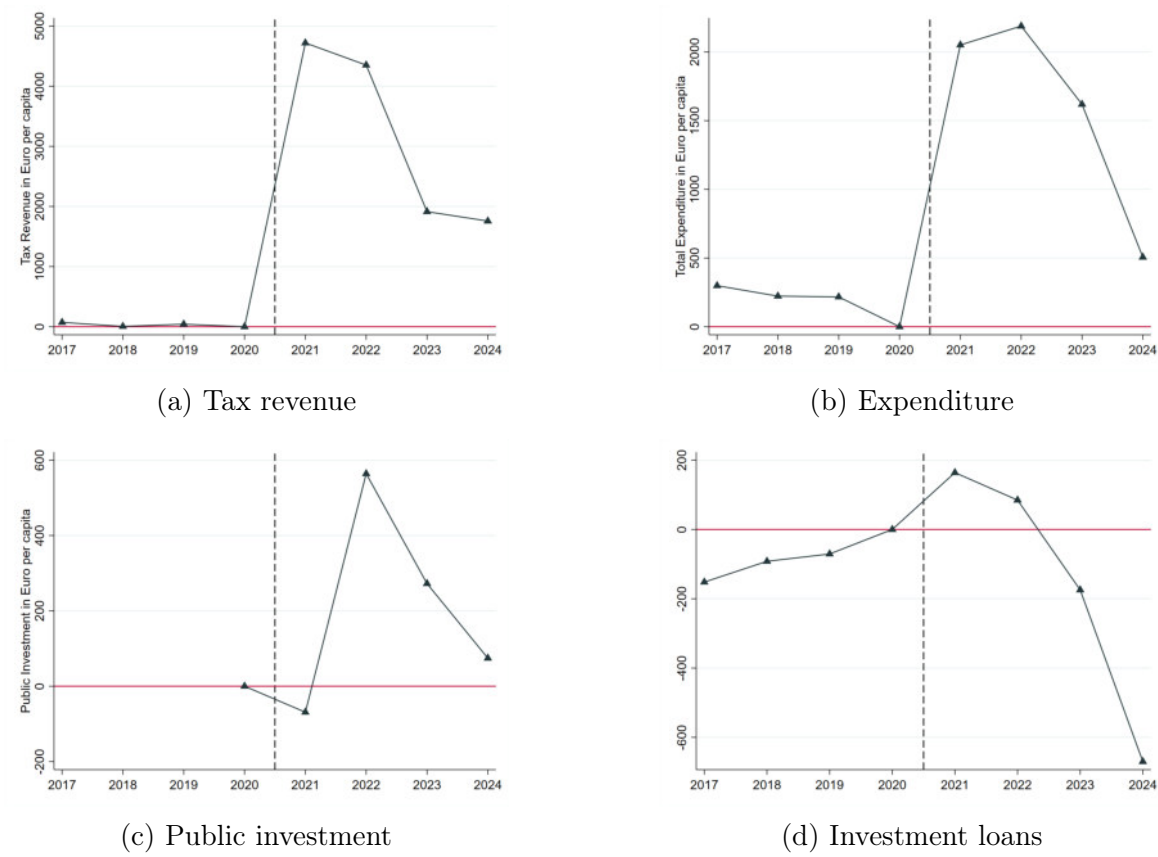 Tax Revenue in Euro per capita
5000
4000
3000
2000
1000
0
2017 2018 2019 2020 2021 2022 2023 2024
(a) Tax revenue
Total Expenditure in Euro per capita
2000
1500
1000
500
0
2017 2018 2019 2020 2021 2022 2023 2024
(b) Expenditure
Public Investment in Euro per capita
600
400
200
0
-200
2017 2018 2019 2020 2021 2022 2023 2024
(c) Public investment
200
0
-200
-400
-600
2017 2018 2019 2020 2021 2022 2023 2024
(d) Investment loans